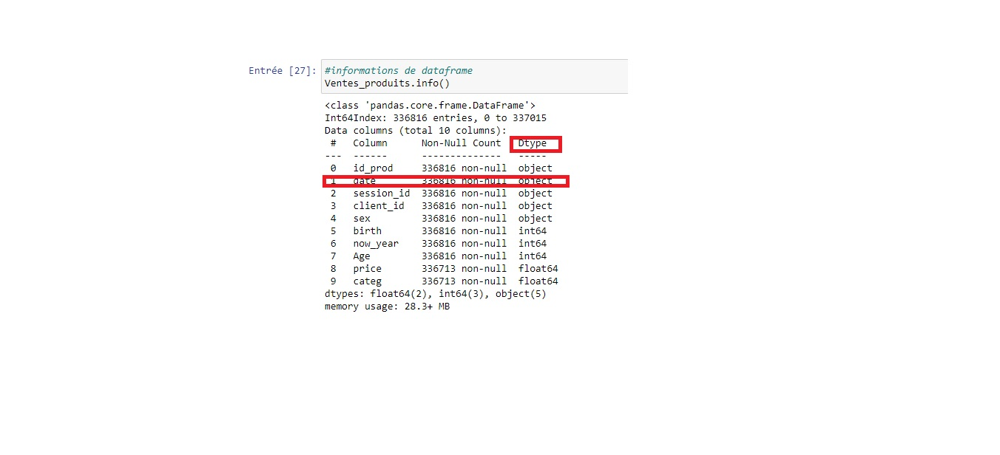 Entrée [27]: #informations de dataframe
Ventes_produits.info()
<class 'pandas.core.frame.DataFrame'>
Int64Index: 336816 entries, 0 to 337015
Data columns (total 10 columns):
 #   Column      Non-Null Count   Dtype
---  ------      --------------   -----
 0   id_prod     336816 non-null  object
 1   date        336816 non-null  object
 2   session_id  336816 non-null  object
 3   client_id   336816 non-null  object
 4   sex         336816 non-null  object
 5   birth       336816 non-null  int64
 6   now_year    336816 non-null  int64
 7   Age         336816 non-null  int64
 8   price       336713 non-null  float64
 9   categ       336713 non-null  float64
dtypes: float64(2), int64(3), object(5)
memory usage: 28.3+ MB